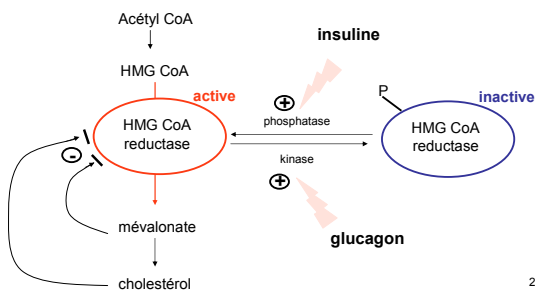 Acétyl CoA
insuline
HMG CoA
active
+
phosphatase
P
inactive
HMG CoA
reductase
HMG CoA
reductase
-
kinase
+
mévalonate
glucagon
cholestérol
2